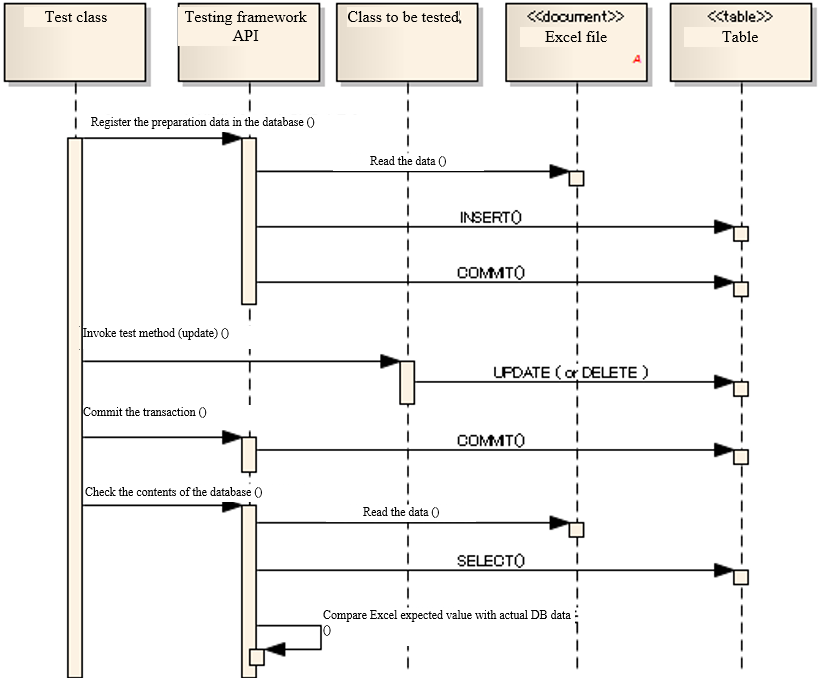 Test class
Testing framework
API
Class to be tested,
<<document>>
Excel file
A
<<table>>
Table
Register the preparation data in the database ()
Read the data ()
INSERT()
COMMIT()
Invoke test method (update) ()
UPDATE ( or DELETE )
Commit the transaction ()
COMMIT()
Check the contents of the database ()
Read the data ()
SELECT()
Compare Excel expected value with actual DB data
()